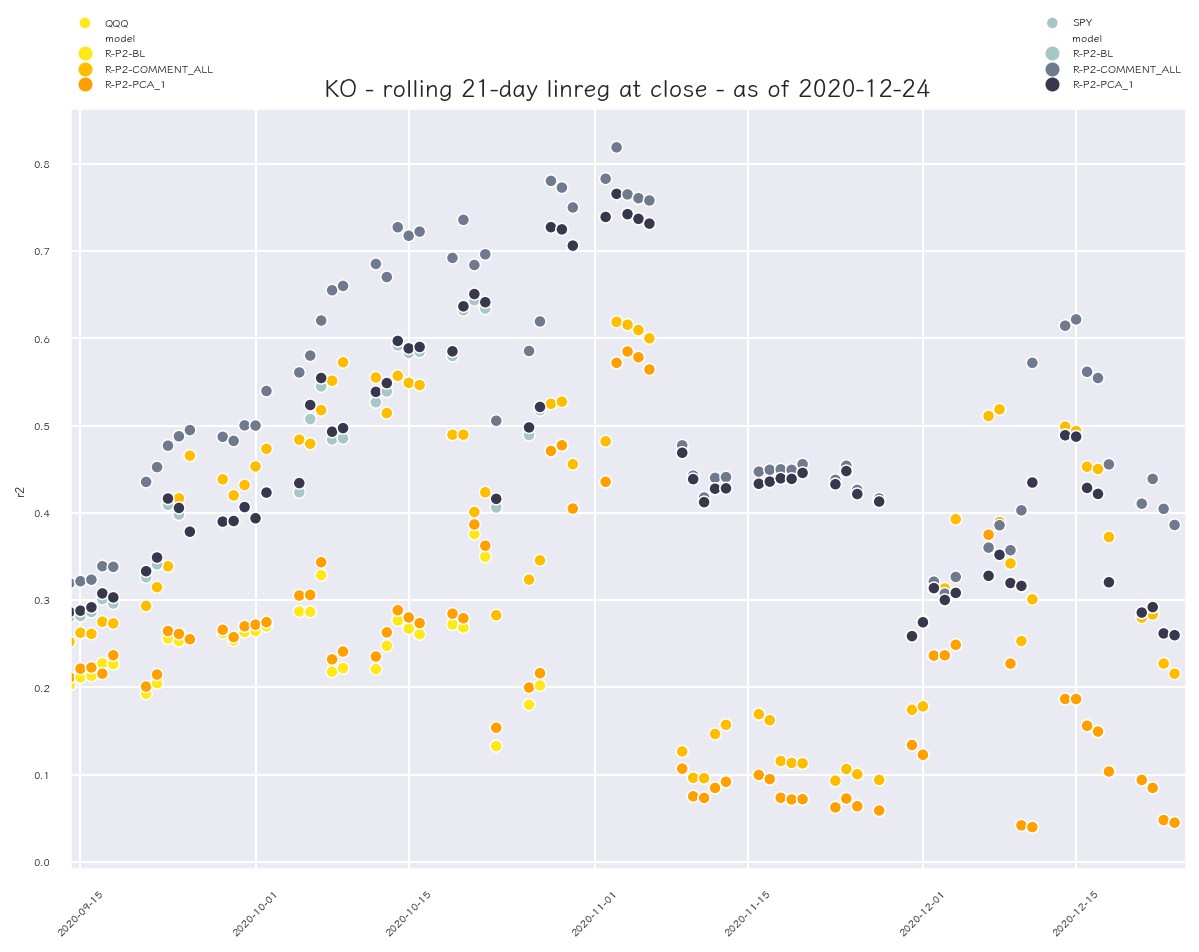 QQQ
model
R-P2-BL
R-P2-COMMENT_ALL
R-P2-PCA_1
SPY
model
R-P2-BL
R-P2-COMMENT_ALL
R-P2-PCA_1
KO - rolling 21-day linreg at close - as of 2020-12-24
0.8
0.7
0.6
0.5
0.4
0.3
0.2
0.1
0.0
r2
2020-09-15
2020-10-01
2020-10-15
2020-11-01
2020-11-15
2020-12-01
2020-12-15